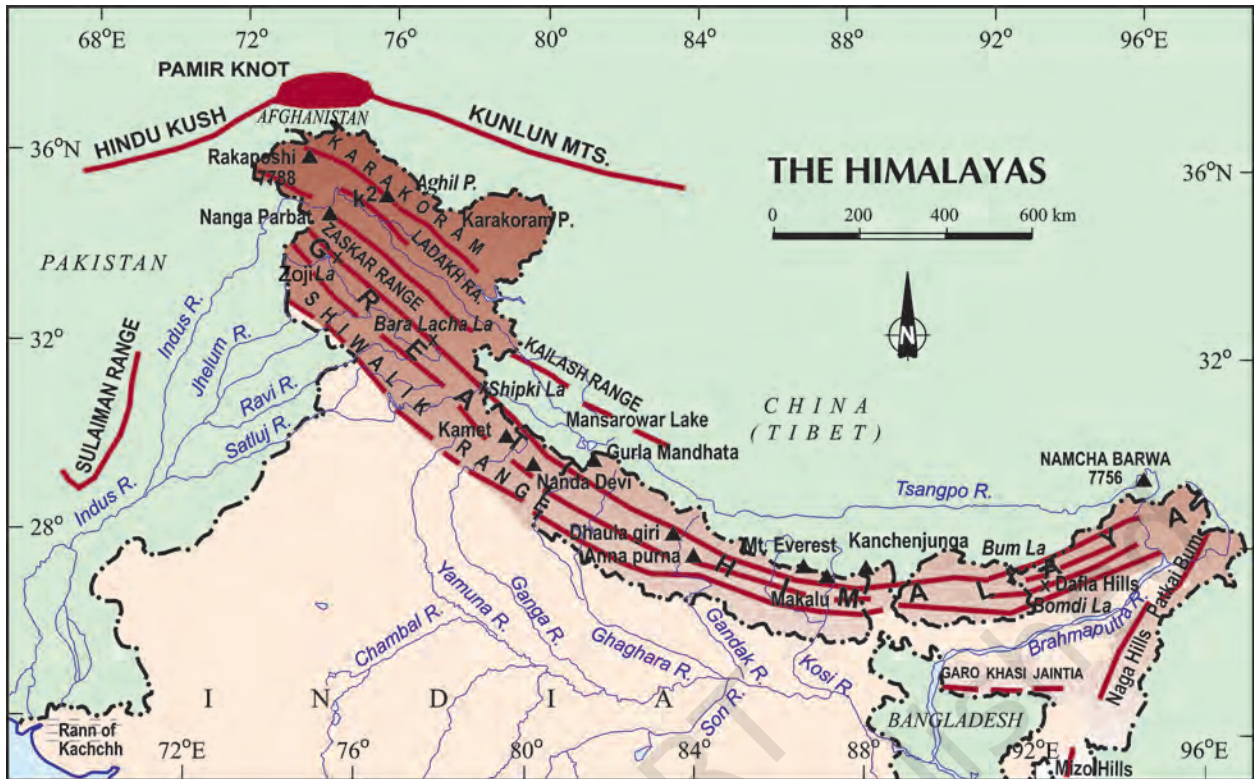 68°E
72°
76°
80°
84°
88°
92°
96°E
PAMIR KNOT
AFGHANISTAN
HINDU KUSH
KUNLUN MTS.
36°N
36°N
THE HIMALAYAS
0 200 400 600 km
KARAKORAM
Rakaposhi
7788
Aghil P.
k2
Nanga Parbat
Karakoram P.
LADAKH RA.
ZASKAR RANGE
PAKISTAN
Zoji La
N
GREAT HIMALAYAN
SHIWALIK RANGE
Bara Lacha La
32°
32°
Indus R.
Jhelum R.
Ravi R.
Satluj R.
SULAIMAN RANGE
KAILASH RANGE
Shipki La
CHINA
(TIBET)
Mansarowar Lake
Kamet
Gurla Mandhata
Nanda Devi
NAMCHA BARWA
7756
Tsangpo R.
Indus R.
28°
28°
Dhaula giri
Anna purna
Mt. Everest
Kanchenjunga
Makalu
Bum La
Dafla Hills
Bomdi La
Patkai Bum
Brahmaputra R.
Naga Hills
Yamuna R.
Ganga R.
Chambal R.
Ghaghara R.
Gandak R.
Kosi R.
Son R.
GARO KHASI JAINTIA
INDIA
BANGLADESH
Rann of
Kachchh
Mizol Hills
72°E
76°
80°
84°
88°
92°E
96°E